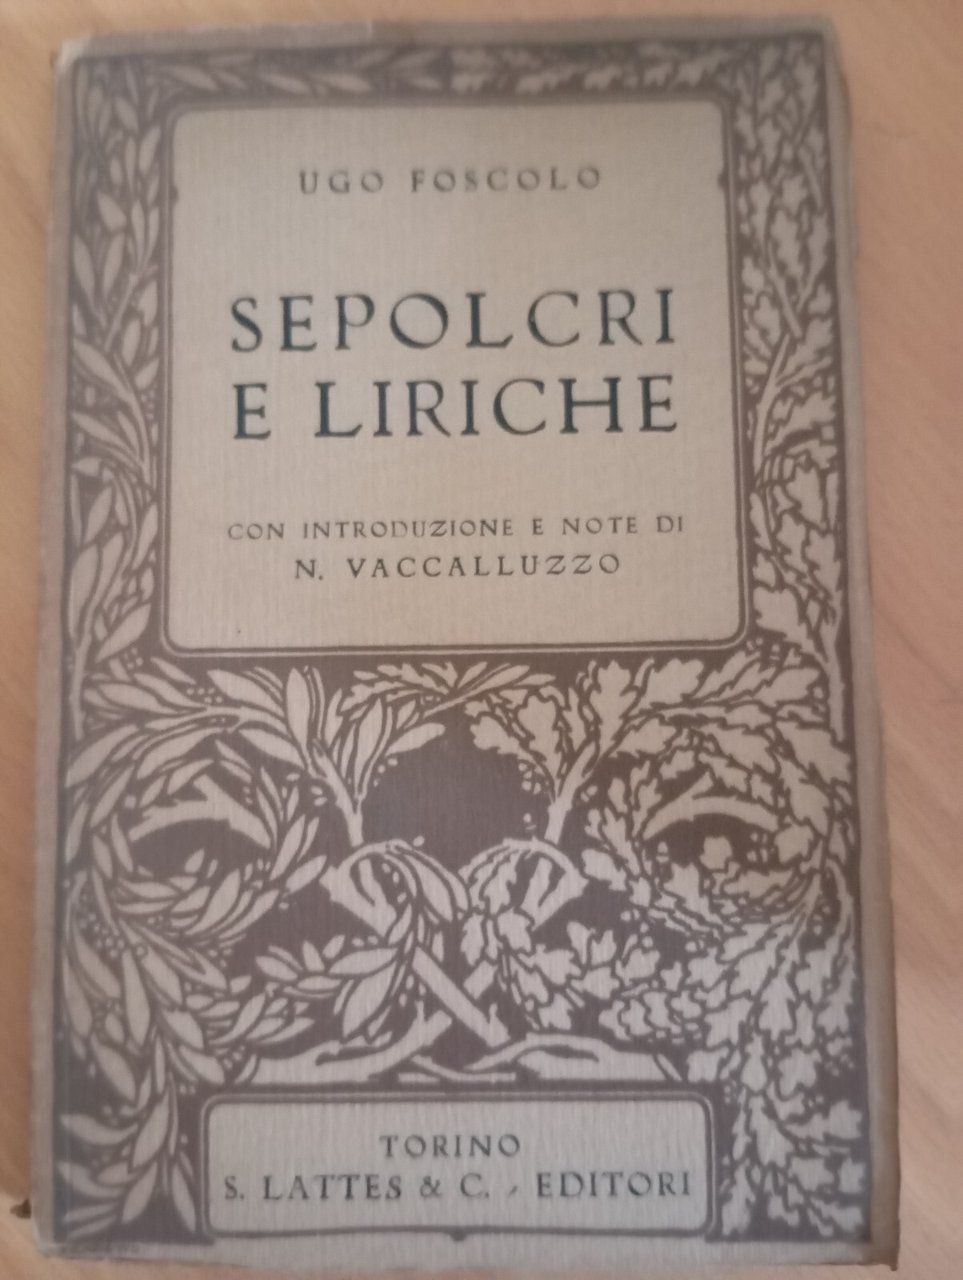 UGO FOSCOLO
SEPOLCRI
E LIRICHE
CON INTRODUZIONE E NOTE DI
N. VACCALLUZZO
TORINO
S. LATTES & C. - EDITORI